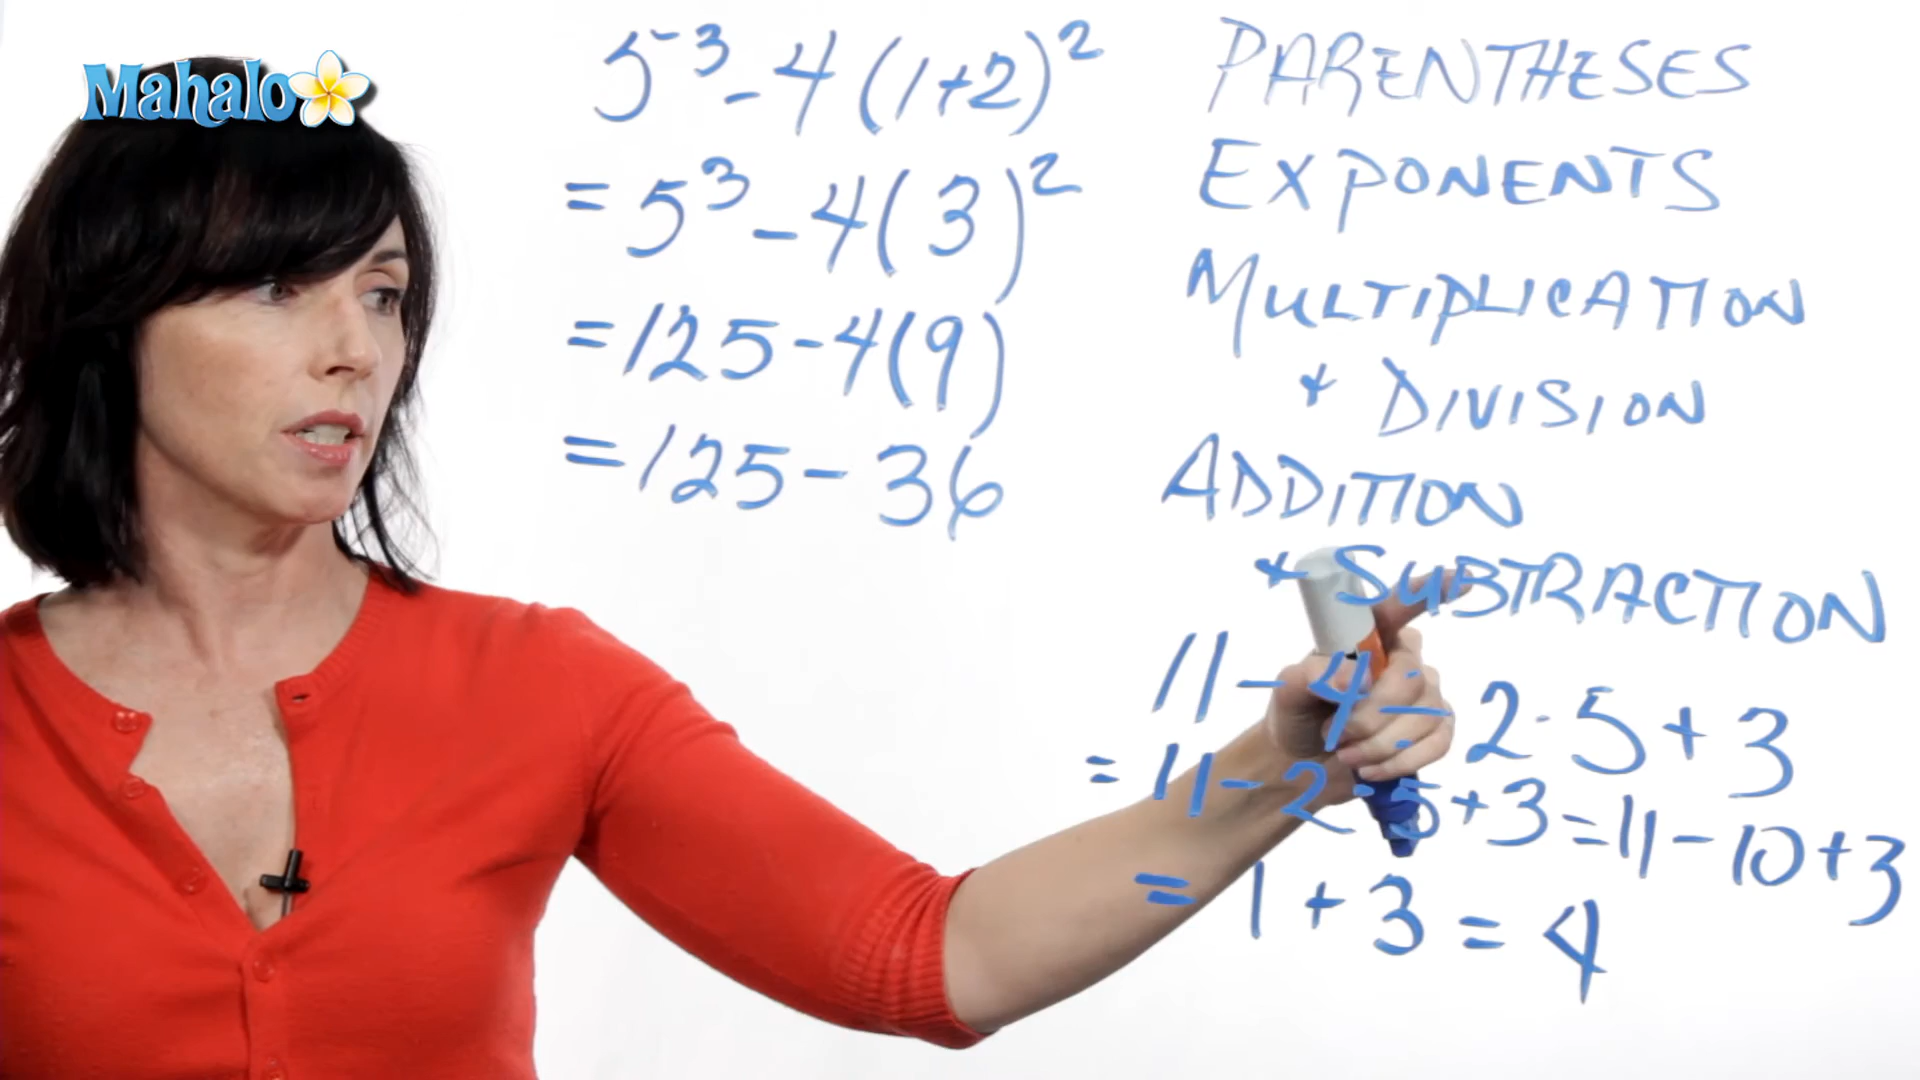 Mahalo
5³ - 4(1+2)²
= 5³ - 4(3)²
= 125 - 4(9)
= 125 - 36
PARENTHESES
EXPONENTS
MULTIPLICATION
+ DIVISION
ADDITION
+ SUBTRACTION
11 - 4 ÷ 2 · 5 + 3
= 11 - 2 · 5 + 3 = 11 - 10 + 3
= 1 + 3 = 4